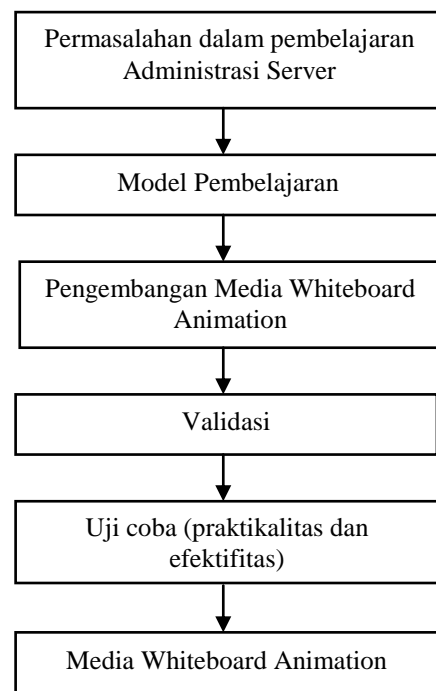 Permasalahan dalam pembelajaran
Administrasi Server
Model Pembelajaran
Pengembangan Media Whiteboard
Animation
Validasi
Uji coba (praktikalitas dan
efektifitas)
Media Whiteboard Animation